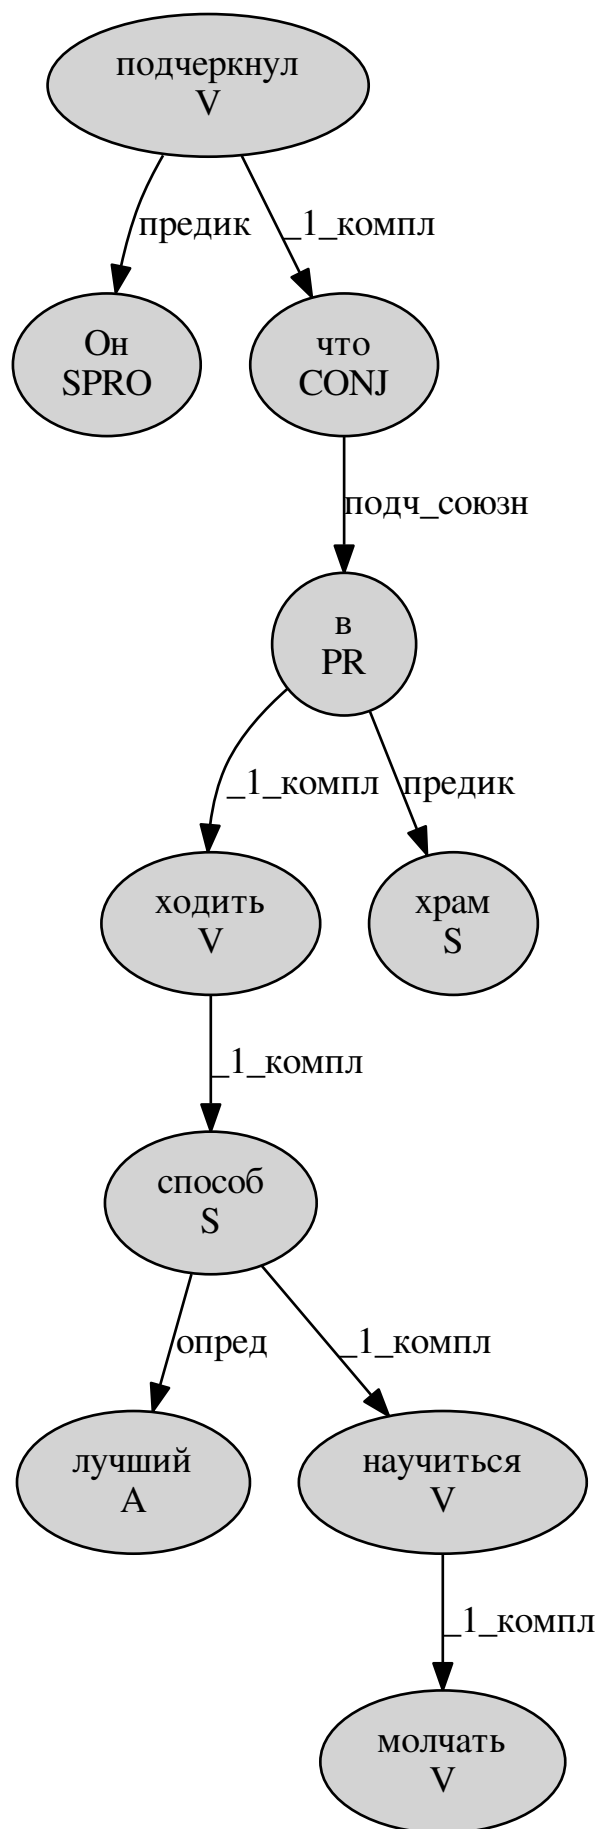 подчеркнул
V
предик
_1_компл
Он
SPRO
что
CONJ
подч_союзн
в
PR
_1_компл
предик
ходить
V
храм
S
_1_компл
способ
S
опред
_1_компл
лучший
A
научиться
V
_1_компл
молчать
V